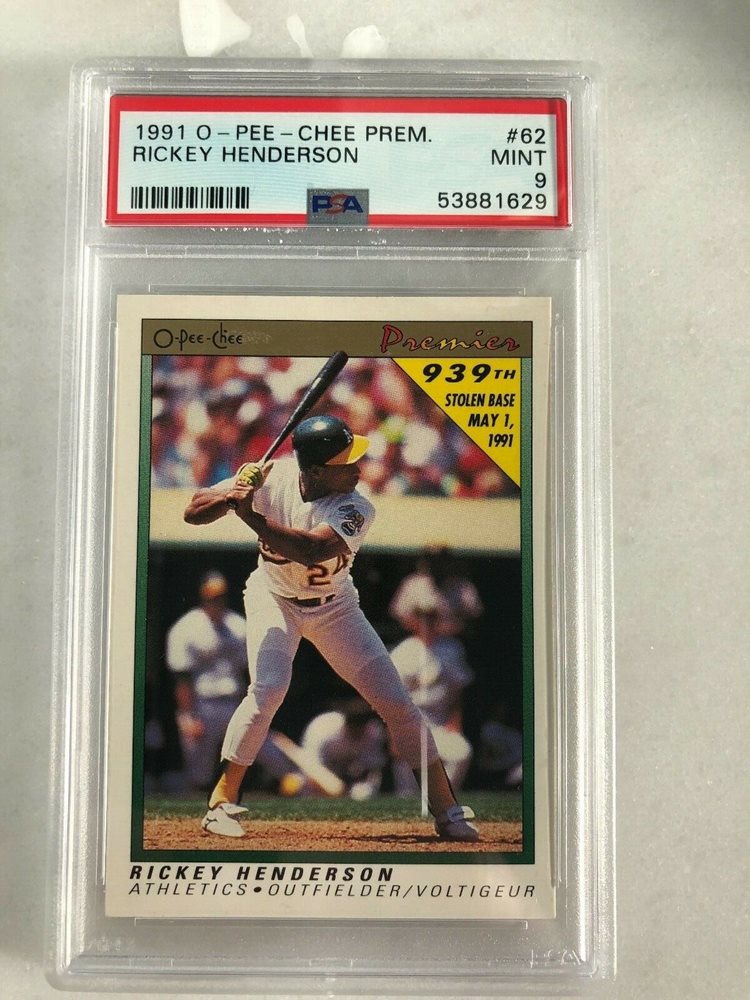 1991 O-PEE-CHEE PREM. #62
RICKEY HENDERSON MINT
9
PSA 53881629
O-Pee-Chee Premier
939TH
STOLEN BASE
MAY 1,
1991
24
RICKEY HENDERSON
ATHLETICS • OUTFIELDER/VOLTIGEUR
PSA